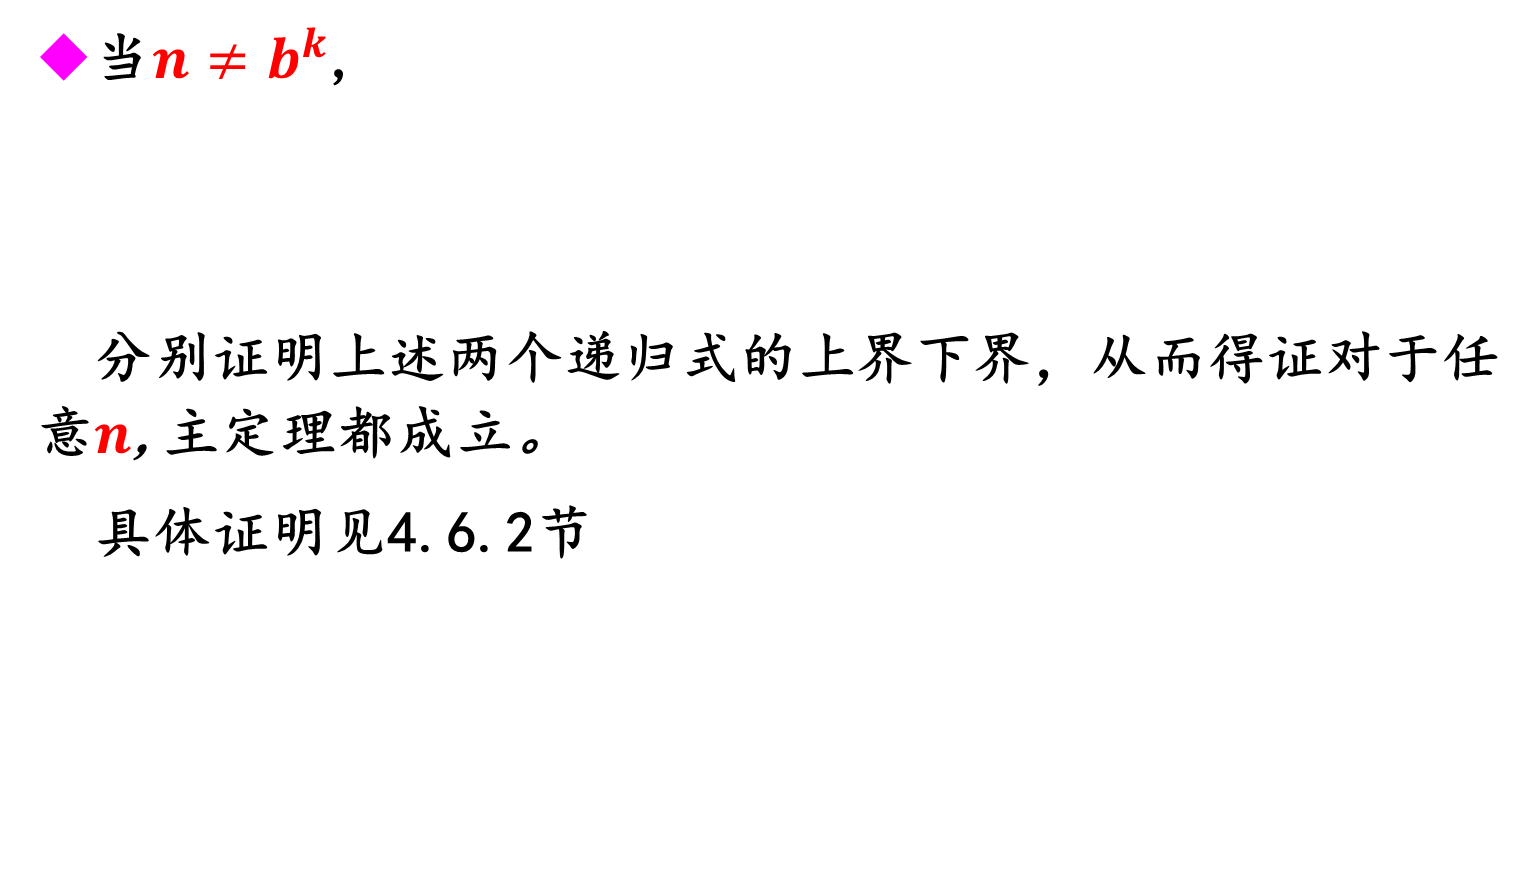 ◆当n ≠ b^k,
分别证明上述两个递归式的上界下界，从而得证对于任
意n,主定理都成立。
具体证明见4.6.2节